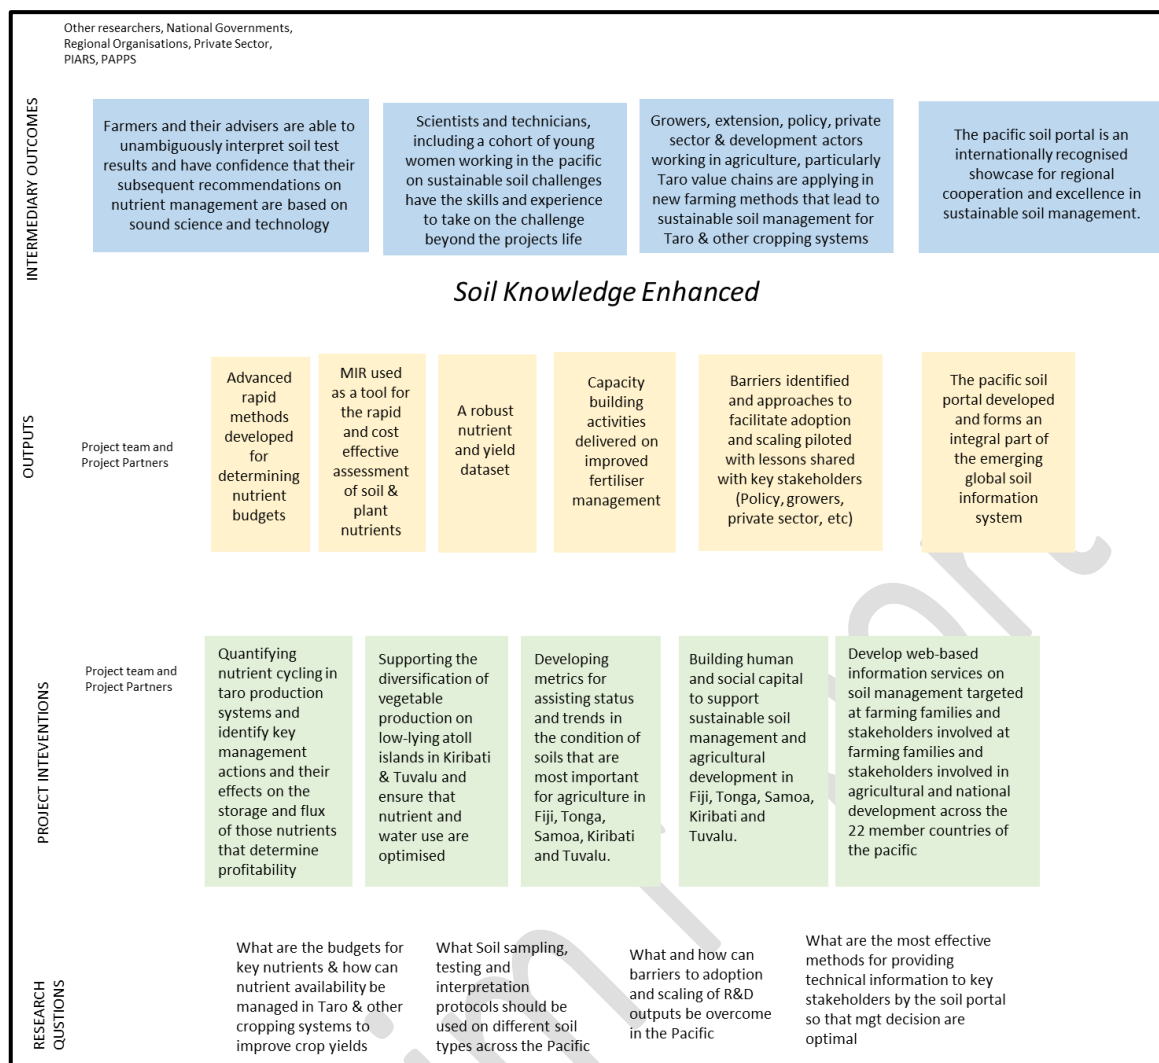 Other researchers, National Governments,
Regional Organisations, Private Sector,
PIARS, PAPPS
INTERMEDIARY OUTCOMES
Farmers and their advisers are able to
unambiguously interpret soil test
results and have confidence that their
subsequent recommendations on
nutrient management are based on
sound science and technology
Scientists and technicians,
including a cohort of young
women working in the pacific
on sustainable soil challenges
have the skills and experience
to take on the challenge
beyond the projects life
Growers, extension, policy, private
sector & development actors
working in agriculture, particularly
Taro value chains are applying in
new farming methods that lead to
sustainable soil management for
Taro & other cropping systems
The pacific soil portal is an
internationally recognised
showcase for regional
cooperation and excellence in
sustainable soil management.
Soil Knowledge Enhanced
OUTPUTS
Project team and
Project Partners
Advanced
rapid
methods
developed
for
determining
nutrient
budgets
MIR used
as a tool for
the rapid
and cost
effective
assessment
of soil &
plant
nutrients
A robust
nutrient
and yield
dataset
Capacity
building
activities
delivered on
improved
fertiliser
management
Barriers identified
and approaches to
facilitate adoption
and scaling piloted
with lessons shared
with key stakeholders
(Policy, growers,
private sector, etc)
The pacific soil
portal developed
and forms an
integral part of
the emerging
global soil
information
system
PROJECT INTEVENTIONS
Project team and
Project Partners
Quantifying
nutrient cycling in
taro production
systems and
identify key
management
actions and their
effects on the
storage and flux
of those nutrients
that determine
profitability
Supporting the
diversification of
vegetable
production on
low-lying atoll
islands in Kiribati
& Tuvalu and
ensure that
nutrient and
water use are
optimised
Developing
metrics for
assisting status
and trends in
the condition of
soils that are
most important
for agriculture in
Fiji, Tonga,
Samoa, Kiribati
and Tuvalu.
Building human
and social capital
to support
sustainable soil
management and
agricultural
development in
Fiji, Tonga, Samoa,
Kiribati and
Tuvalu.
Develop web-based
information services on
soil management targeted
at farming families and
stakeholders involved at
farming families and
stakeholders involved in
agricultural and national
development across the
22 member countries of
the pacific
RESEARCH
QUSTIONS
What are the budgets for
key nutrients & how can
nutrient availability be
managed in Taro & other
cropping systems to
improve crop yields
What Soil sampling,
testing and
interpretation
protocols should be
used on different soil
types across the Pacific
What and how can
barriers to adoption
and scaling of R&D
outputs be overcome
in the Pacific
What are the most effective
methods for providing
technical information to key
stakeholders by the soil portal
so that mgt decision are
optimal